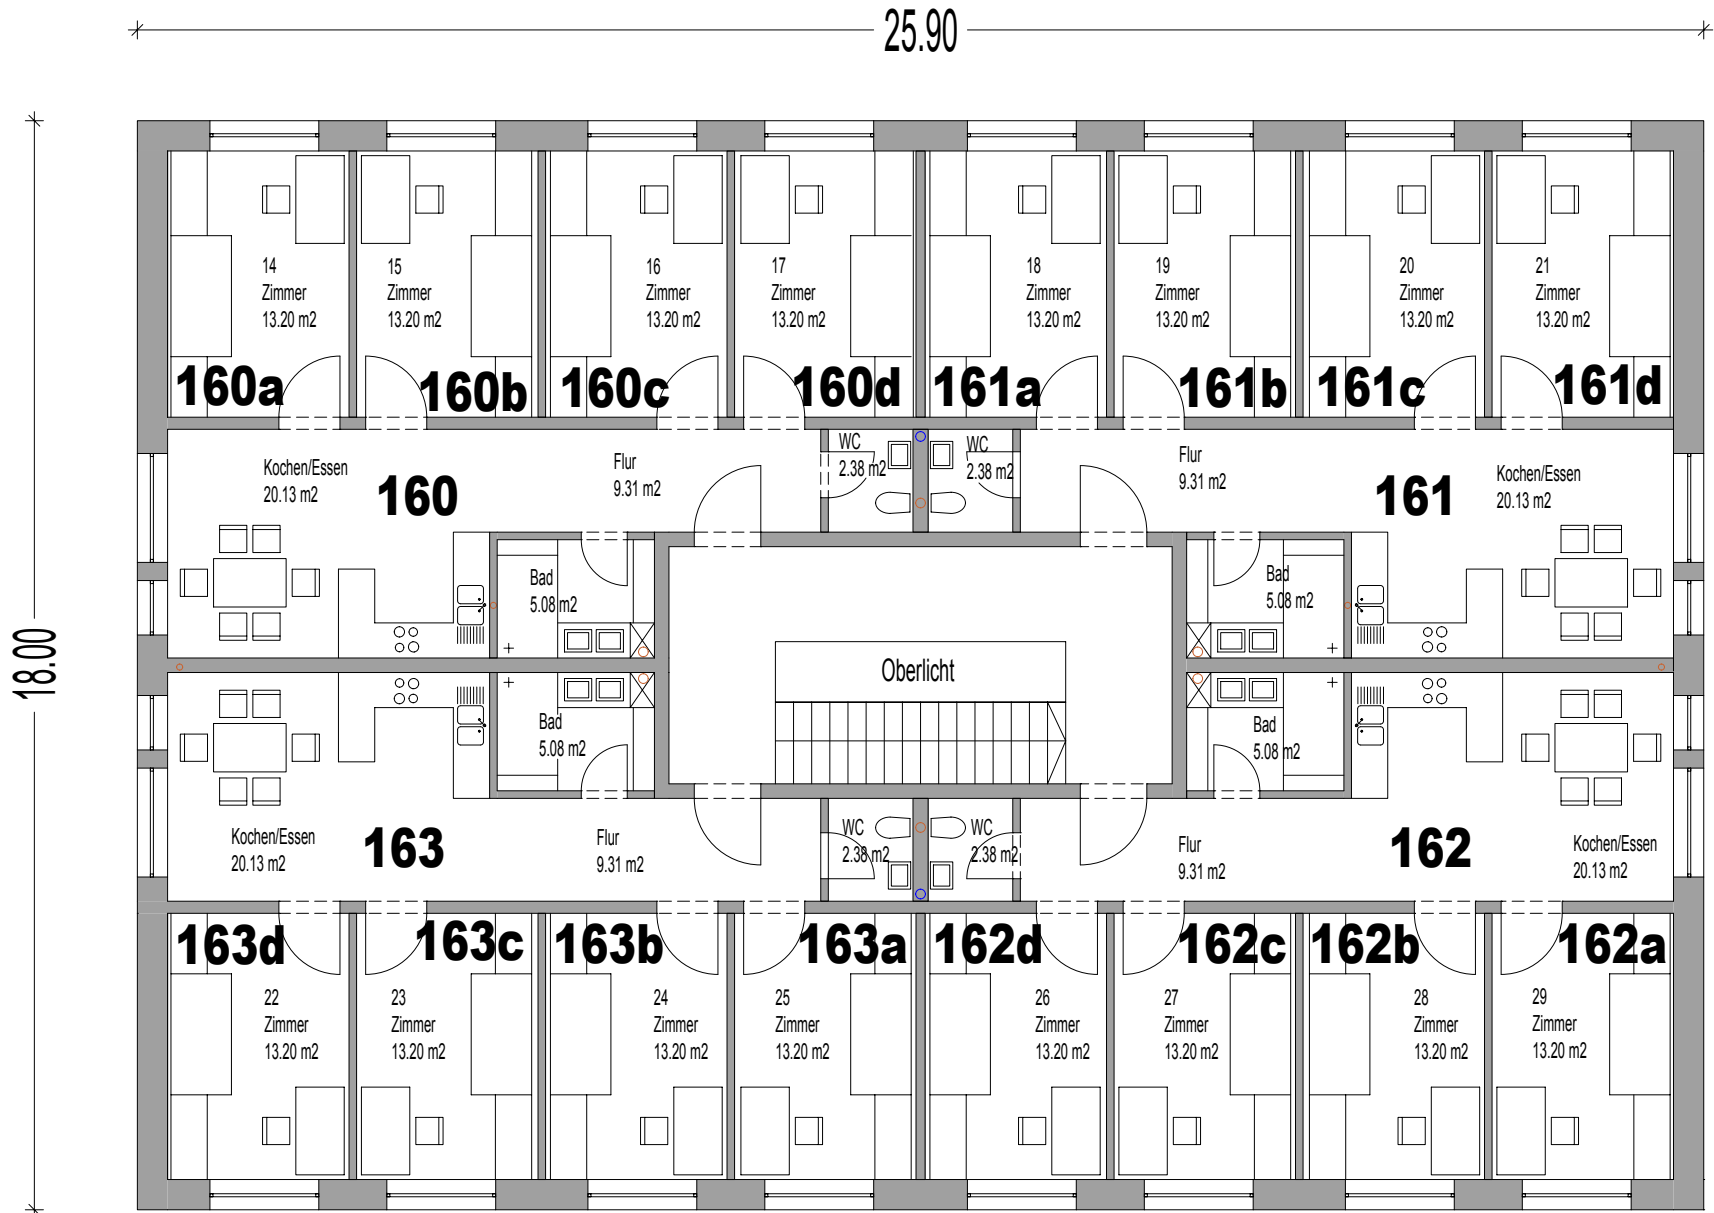 25.90
18.00
14
Zimmer
13.20 m2
160a
15
Zimmer
13.20 m2
160b
16
Zimmer
13.20 m2
160c
17
Zimmer
13.20 m2
160d
18
Zimmer
13.20 m2
161a
19
Zimmer
13.20 m2
161b
20
Zimmer
13.20 m2
161c
21
Zimmer
13.20 m2
161d
Kochen/Essen
20.13 m2
160
Flur
9.31 m2
WC
2.38 m2
WC
2.38 m2
Flur
9.31 m2
161
Kochen/Essen
20.13 m2
Bad
5.08 m2
Bad
5.08 m2
Oberlicht
Bad
5.08 m2
Bad
5.08 m2
Kochen/Essen
20.13 m2
163
Flur
9.31 m2
WC
2.38 m2
WC
2.38 m2
Flur
9.31 m2
162
Kochen/Essen
20.13 m2
163d
22
Zimmer
13.20 m2
163c
23
Zimmer
13.20 m2
163b
24
Zimmer
13.20 m2
163a
25
Zimmer
13.20 m2
162d
26
Zimmer
13.20 m2
162c
27
Zimmer
13.20 m2
162b
28
Zimmer
13.20 m2
162a
29
Zimmer
13.20 m2